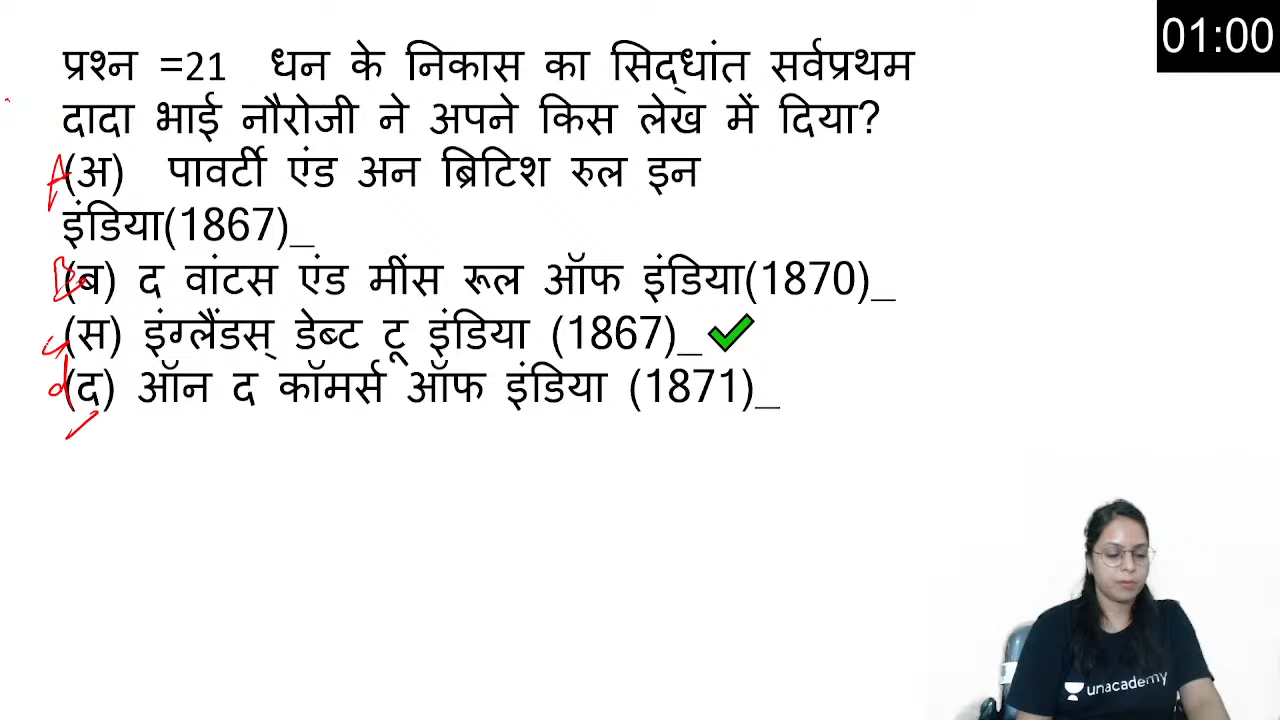 01:00
प्रश्न =21 धन के निकास का सिद्धांत सर्वप्रथम
दादा भाई नौरोजी ने अपने किस लेख में दिया?
A (अ) पावर्टी एंड अन ब्रिटिश रुल इन
इंडिया(1867)_
B (ब) द वांटस एंड मींस रूल ऑफ इंडिया(1870)_
(स) इंग्लैंडस् डेब्ट टू इंडिया (1867)_
d (द) ऑन द कॉमर्स ऑफ इंडिया (1871)_
unacademy